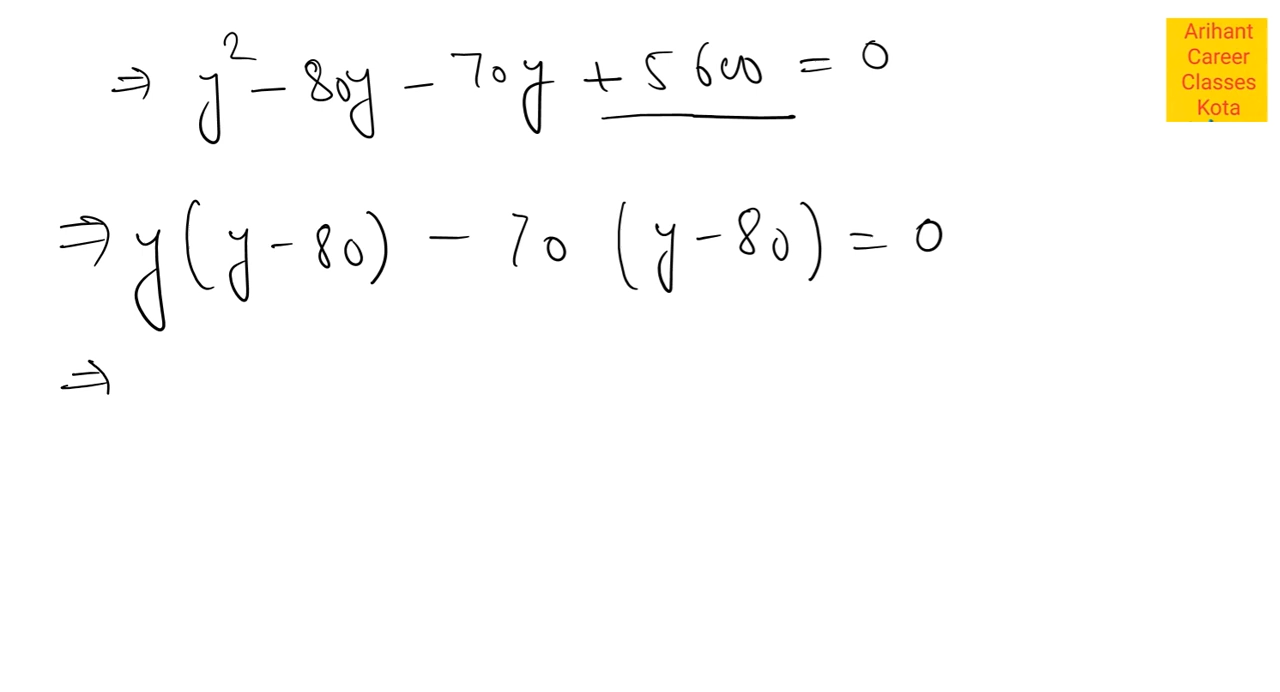 ⇒ y² - 80y - 70y + 5600 = 0
Arihant
Career
Classes
Kota
⇒ y(y-80) - 70 (y-80) = 0
⇒